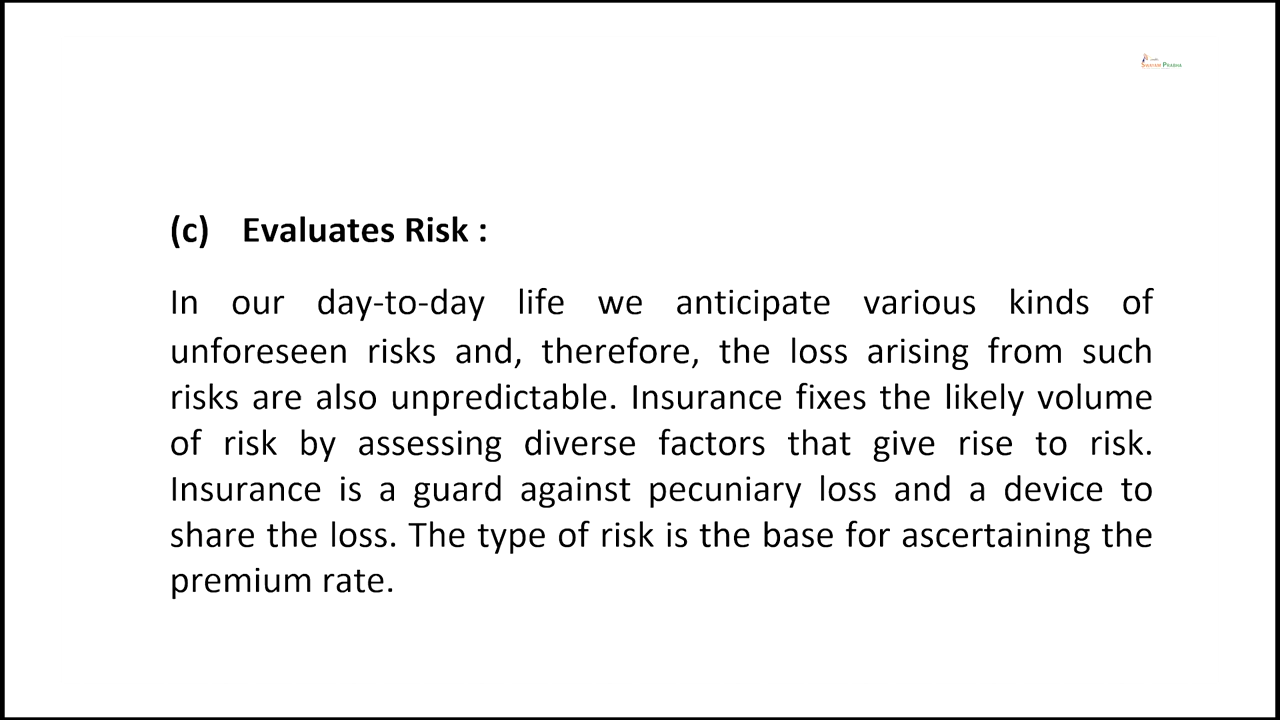 SWAYAM PRABHA
(c) Evaluates Risk :
In our day-to-day life we anticipate various kinds of
unforeseen risks and, therefore, the loss arising from such
risks are also unpredictable. Insurance fixes the likely volume
of risk by assessing diverse factors that give rise to risk.
Insurance is a guard against pecuniary loss and a device to
share the loss. The type of risk is the base for ascertaining the
premium rate.